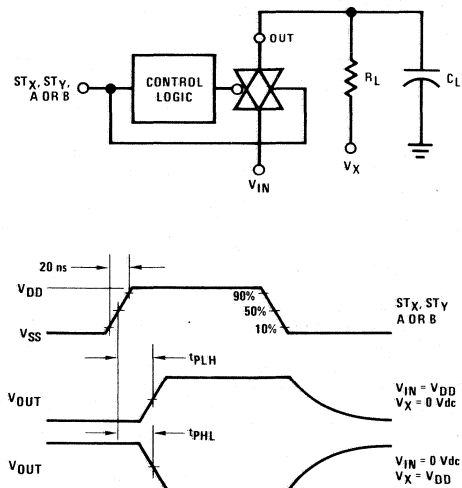 OUT
STX, STY,
A OR B
CONTROL
LOGIC
RL
CL
VX
VIN
20 ns
VDD
90%
50%
10%
STX, STY
A OR B
VSS
tPLH
VOUT
VIN = VDD
VX = 0 Vdc
tPHL
VOUT
VIN = 0 Vdc
VX = VDD